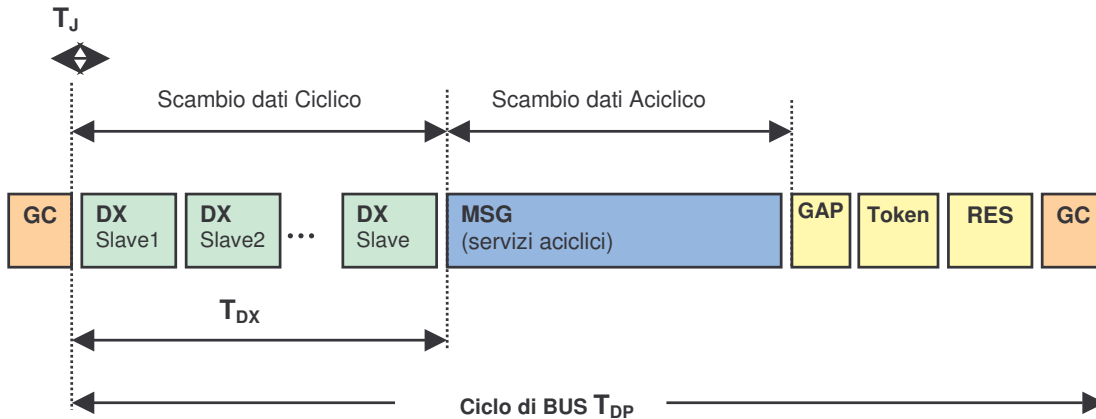 TJ
Scambio dati Ciclico
Scambio dati Aciclico
GC
DX
Slave1
DX
Slave2
...
DX
Slave
MSG
(servizi aciclici)
GAP
Token
RES
GC
TDX
Ciclo di BUS TDP